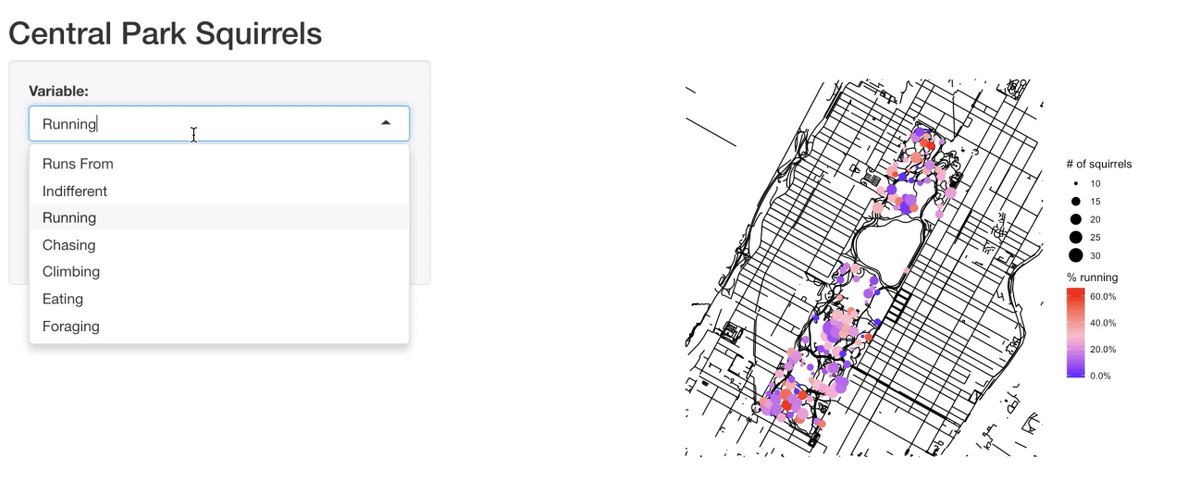 Central Park Squirrels
Variable:
Running
Runs From
Indifferent
Running
Chasing
Climbing
Eating
Foraging
# of squirrels
10
15
20
25
30
% running
60.0%
40.0%
20.0%
0.0%